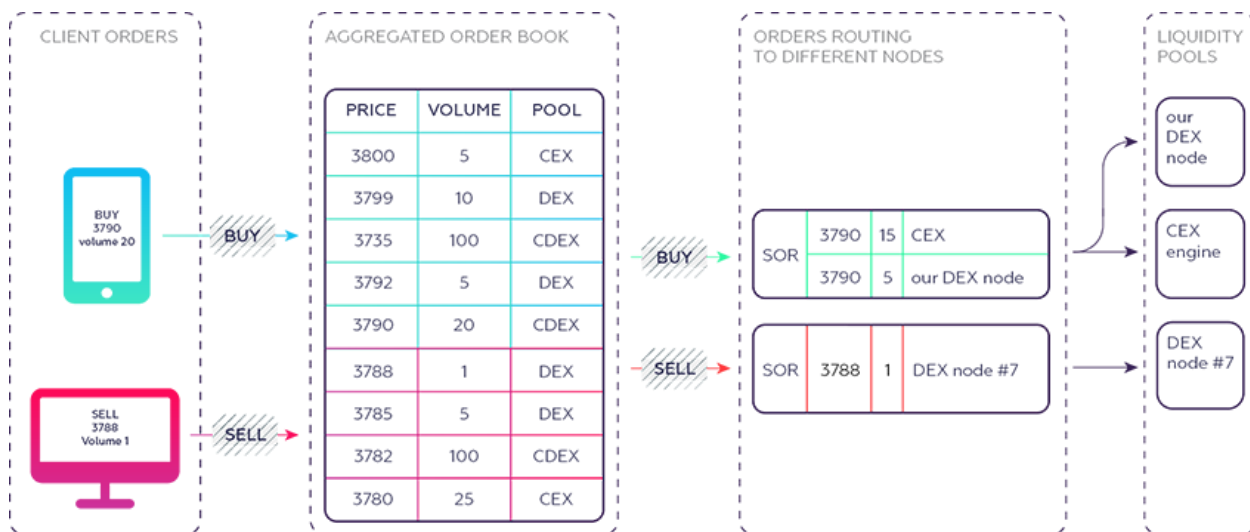 CLIENT ORDERS
BUY
3790
volume 20
BUY
SELL
3788
Volume 1
SELL
AGGREGATED ORDER BOOK
PRICE VOLUME POOL
3800 5 CEX
3799 10 DEX
3735 100 CDEX
3792 5 DEX
3790 20 CDEX
3788 1 DEX
3785 5 DEX
3782 100 CDEX
3780 25 CEX
BUY
SELL
ORDERS ROUTING
TO DIFFERENT NODES
SOR
3790 15 CEX
3790 5 our DEX node
SOR 3788 1 DEX node #7
LIQUIDITY
POOLS
our
DEX
node
CEX
engine
DEX
node #7